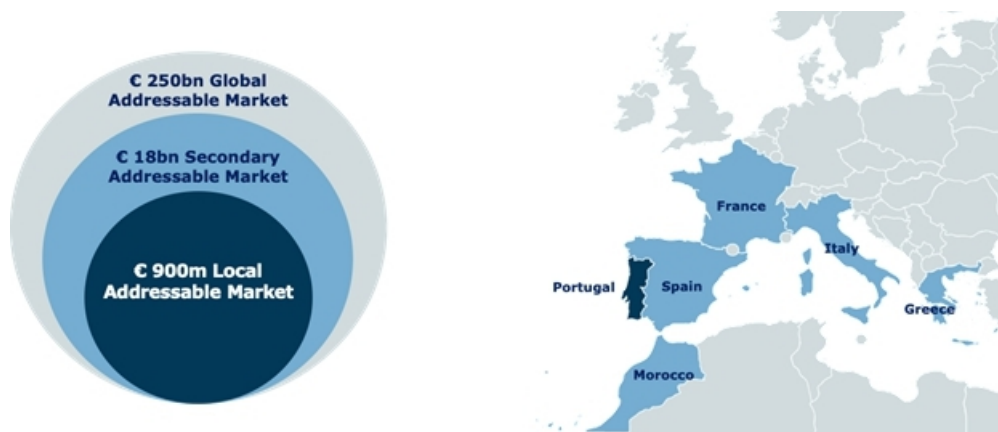 € 250bn Global
Addressable Market
€ 18bn Secondary
Addressable Market
€ 900m Local
Addressable Market
France
Italy
Portugal
Spain
Greece
Morocco